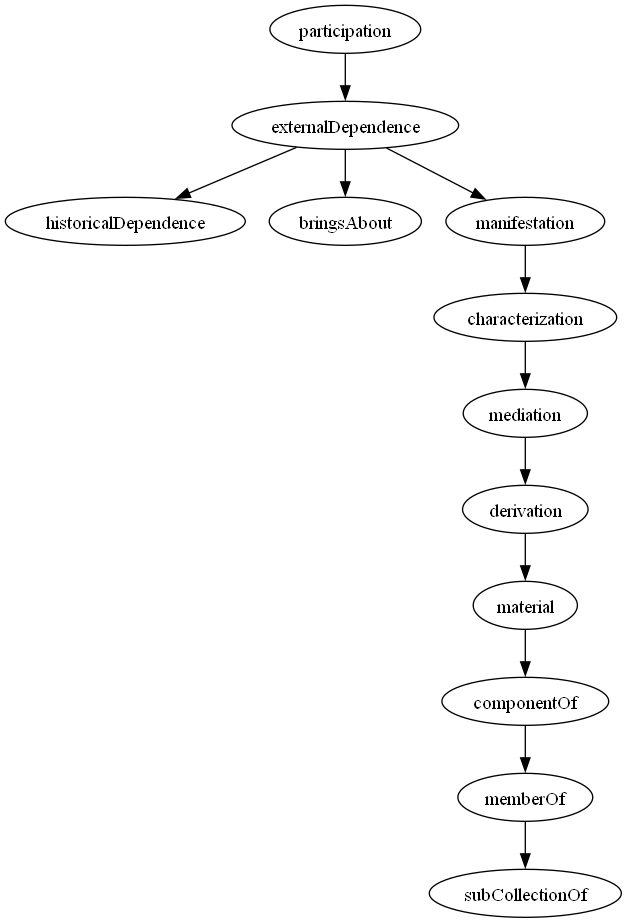 participation
externalDependence
historicalDependence
bringsAbout
manifestation
characterization
mediation
derivation
material
componentOf
memberOf
subCollectionOf